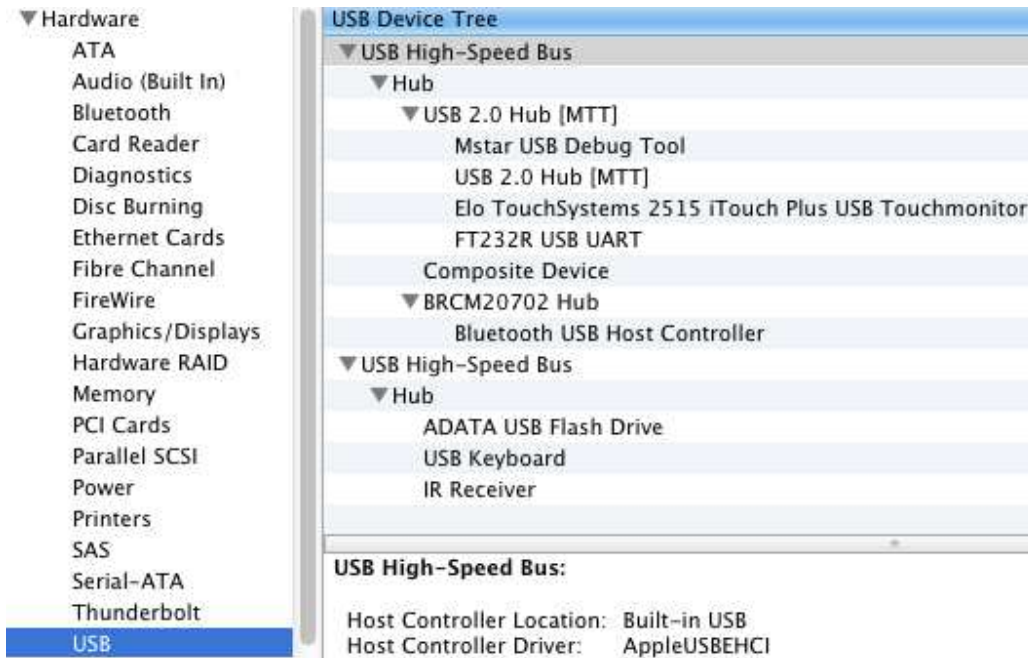 Hardware
ATA
Audio (Built In)
Bluetooth
Card Reader
Diagnostics
Disc Burning
Ethernet Cards
Fibre Channel
FireWire
Graphics/Displays
Hardware RAID
Memory
PCI Cards
Parallel SCSI
Power
Printers
SAS
Serial-ATA
Thunderbolt
USB
USB Device Tree
USB High-Speed Bus
Hub
USB 2.0 Hub [MTT]
Mstar USB Debug Tool
USB 2.0 Hub [MTT]
Elo TouchSystems 2515 iTouch Plus USB Touchmonitor
FT232R USB UART
Composite Device
BRCM20702 Hub
Bluetooth USB Host Controller
USB High-Speed Bus
Hub
ADATA USB Flash Drive
USB Keyboard
IR Receiver
USB High-Speed Bus:
Host Controller Location: Built-in USB
Host Controller Driver: AppleUSBEHCI